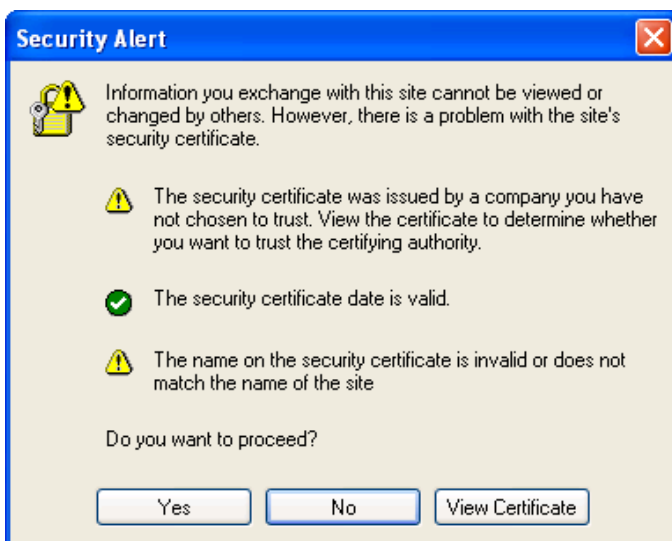 Security Alert
Information you exchange with this site cannot be viewed or
changed by others. However, there is a problem with the site's
security certificate.
The security certificate was issued by a company you have
not chosen to trust. View the certificate to determine whether
you want to trust the certifying authority.
The security certificate date is valid.
The name on the security certificate is invalid or does not
match the name of the site
Do you want to proceed?
Yes
No
View Certificate